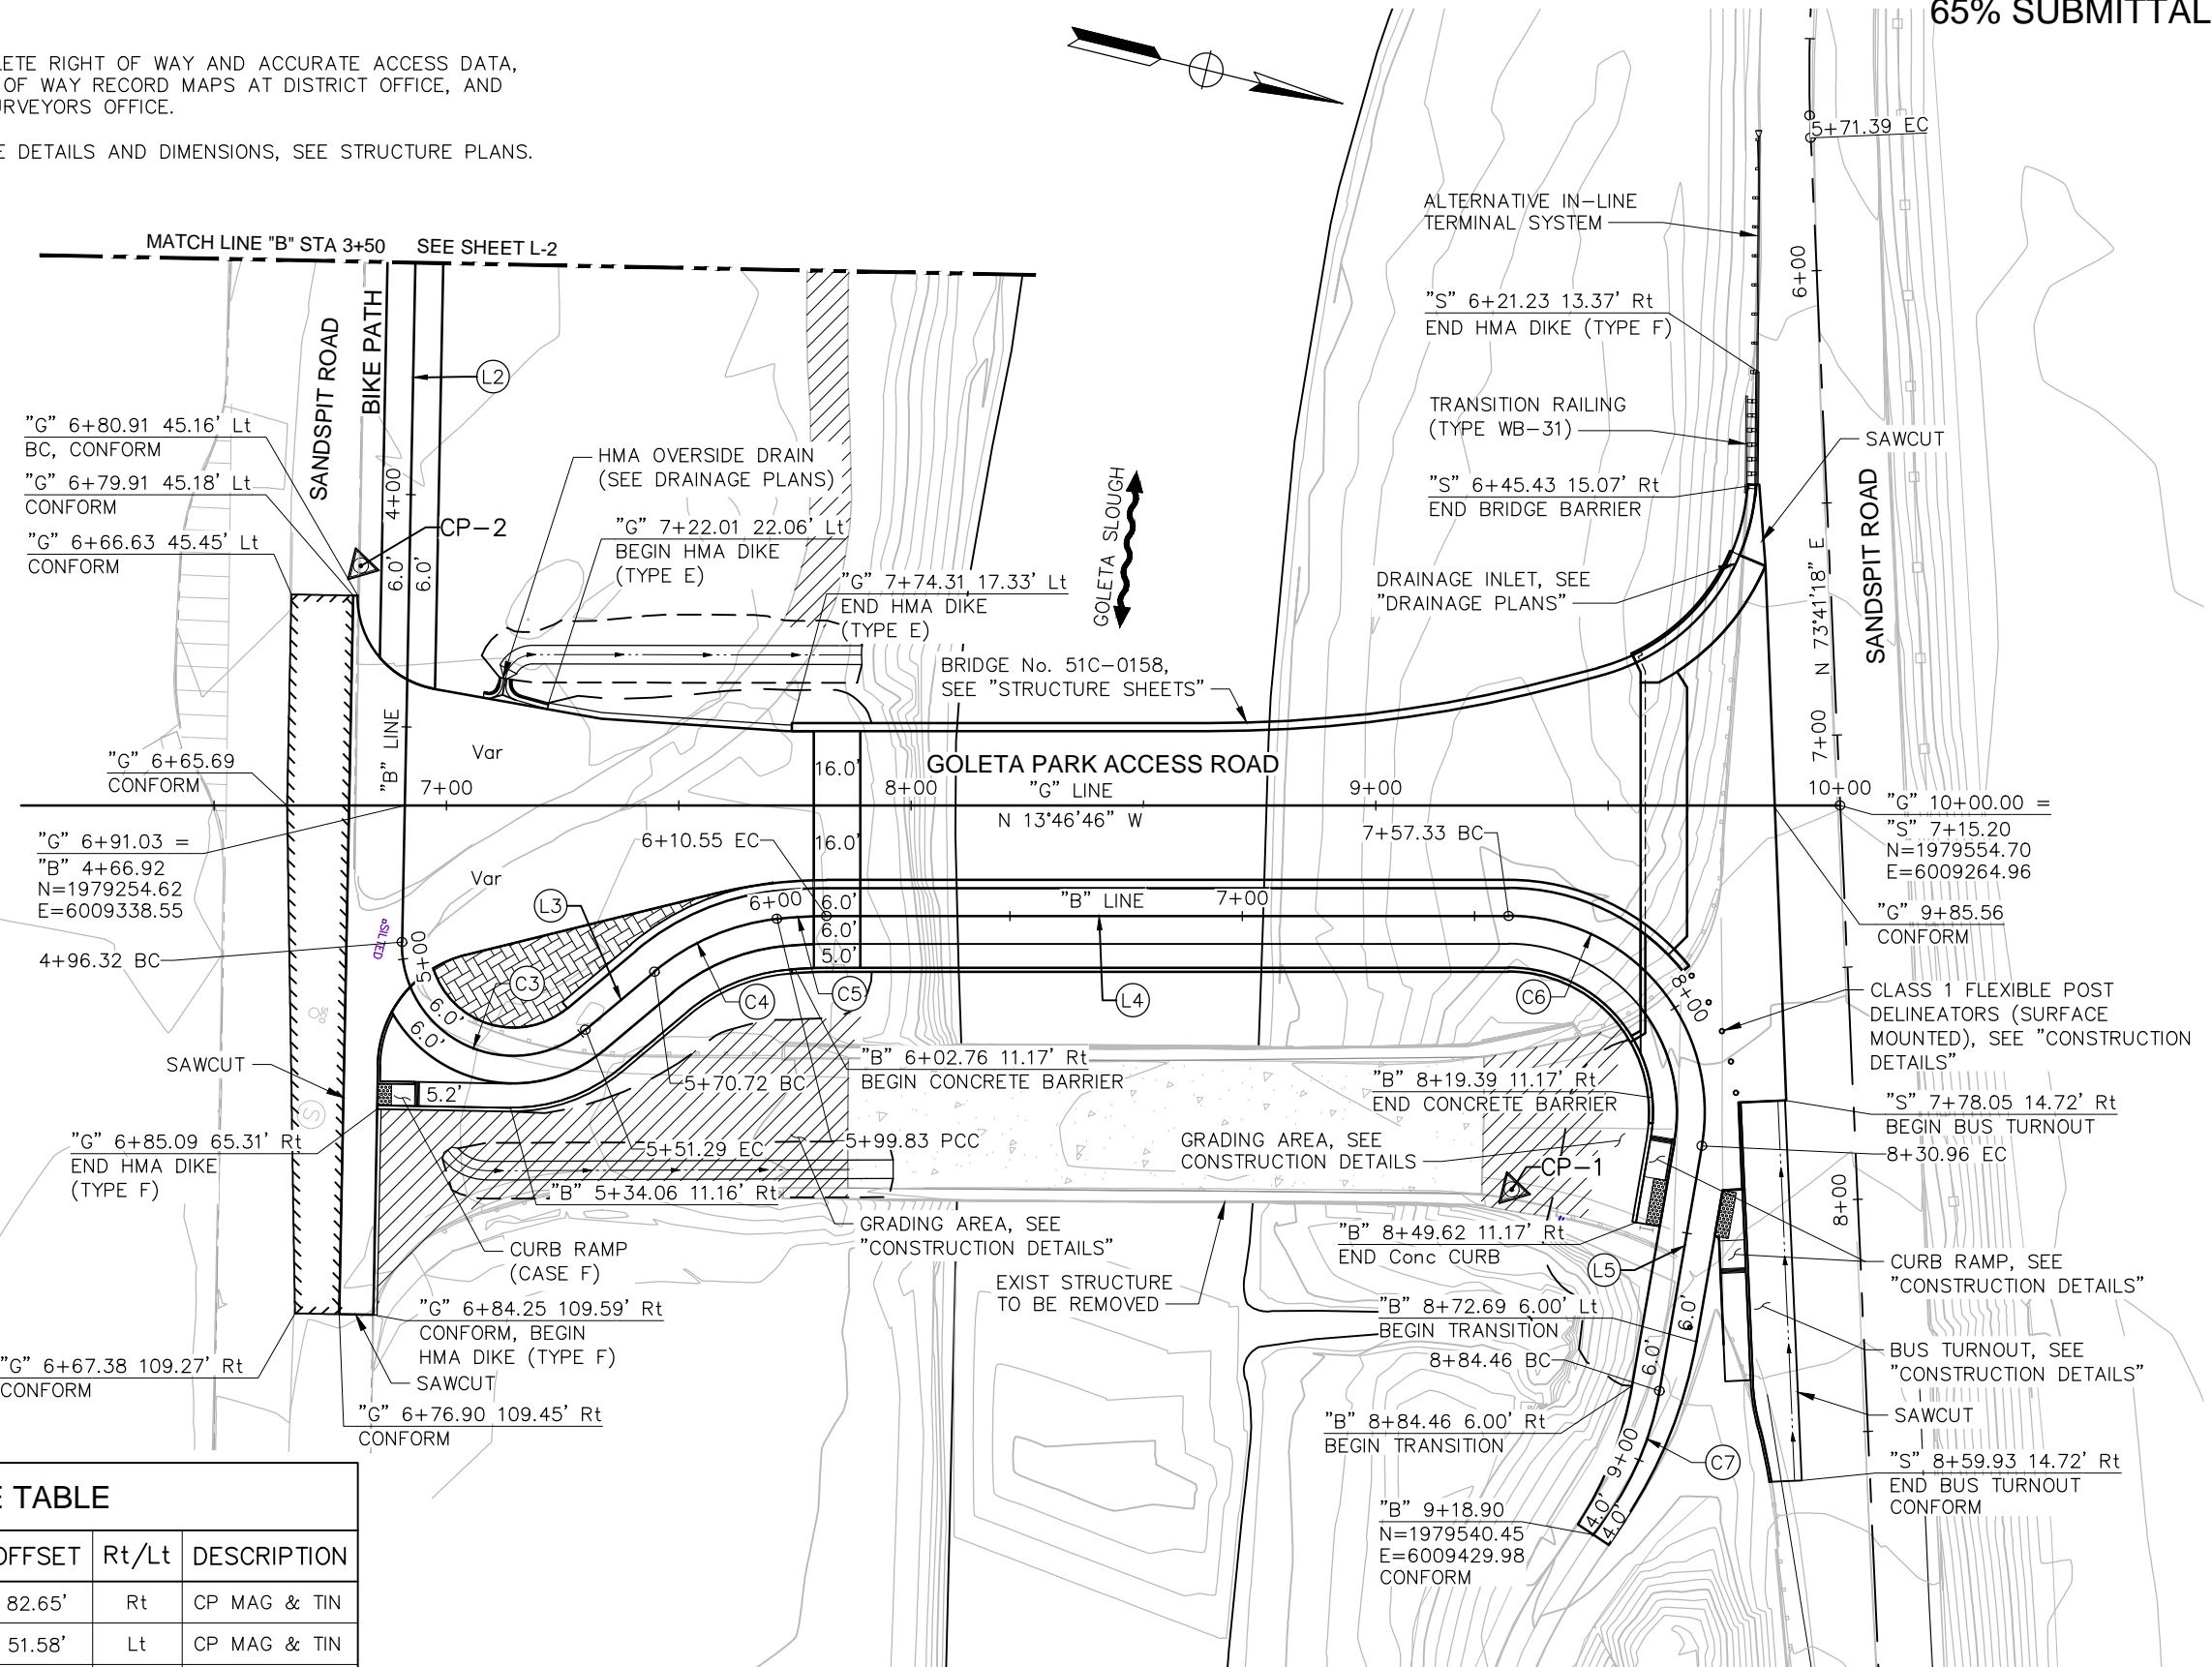 65% SUBMITTAL
LETE RIGHT OF WAY AND ACCURATE ACCESS DATA,
OF WAY RECORD MAPS AT DISTRICT OFFICE, AND
URVEYORS OFFICE.
E DETAILS AND DIMENSIONS, SEE STRUCTURE PLANS.
MATCH LINE "B" STA 3+50 SEE SHEET L-2
SANDSPIT ROAD
BIKE PATH
L2
4+00
6.0'
6.0'
CP-2
"G" 6+80.91 45.16' Lt
BC, CONFORM
"G" 6+79.91 45.18' Lt
CONFORM
"G" 6+66.63 45.45' Lt
CONFORM
HMA OVERSIDE DRAIN
(SEE DRAINAGE PLANS)
"G" 7+22.01 22.06' Lt
BEGIN HMA DIKE
(TYPE E)
"G" 7+74.31 17.33' Lt
END HMA DIKE
(TYPE E)
GOLETA SLOUGH
BRIDGE No. 51C-0158,
SEE "STRUCTURE SHEETS"
5+71.39 EC
6+00
ALTERNATIVE IN-LINE
TERMINAL SYSTEM
"S" 6+21.23 13.37' Rt
END HMA DIKE (TYPE F)
TRANSITION RAILING
(TYPE WB-31)
SAWCUT
"S" 6+45.43 15.07' Rt
END BRIDGE BARRIER
DRAINAGE INLET, SEE
"DRAINAGE PLANS"
N 73°41'18" E
SANDSPIT ROAD
7+00
"G" 6+65.69
CONFORM
"B" LINE
Var
7+00
16.0'
GOLETA PARK ACCESS ROAD
8+00
"G" LINE
9+00
10+00
N 13°46'46" W
"G" 10+00.00 =
"S" 7+15.20
N=1979554.70
E=6009264.96
"G" 6+91.03 =
"B" 4+66.92
N=1979254.62
E=6009338.55
Var
6+10.55 EC
16.0'
7+57.33 BC
L3
6+00
6.0'
"B" LINE
7+00
6.0'
5.0'
"G" 9+85.56
CONFORM
SILTED
4+96.32 BC
5+00
6.0'
6.0'
C3
C4
C5
L4
C6
8+00
CLASS 1 FLEXIBLE POST
DELINEATORS (SURFACE
MOUNTED), SEE "CONSTRUCTION
DETAILS"
SCO
S
SAWCUT
5.2'
5+70.72 BC
"B" 6+02.76 11.17' Rt
BEGIN CONCRETE BARRIER
"B" 8+19.39 11.17' Rt
END CONCRETE BARRIER
"S" 7+78.05 14.72' Rt
BEGIN BUS TURNOUT
"G" 6+85.09 65.31' Rt
END HMA DIKE
(TYPE F)
5+51.29 EC
5+99.83 PCC
GRADING AREA, SEE
CONSTRUCTION DETAILS
CP-1
8+30.96 EC
"B" 5+34.06 11.16' Rt
8+00
GRADING AREA, SEE
"CONSTRUCTION DETAILS"
"B" 8+49.62 11.17' Rt
END Conc CURB
CURB RAMP
(CASE F)
EXIST STRUCTURE
TO BE REMOVED
L5
CURB RAMP, SEE
"CONSTRUCTION DETAILS"
"G" 6+84.25 109.59' Rt
CONFORM, BEGIN
HMA DIKE (TYPE F)
"B" 8+72.69 6.00' Lt
BEGIN TRANSITION
6.0'
6.0'
BUS TURNOUT, SEE
"CONSTRUCTION DETAILS"
"G" 6+67.38 109.27' Rt
CONFORM
SAWCUT
8+84.46 BC
"G" 6+76.90 109.45' Rt
CONFORM
"B" 8+84.46 6.00' Rt
BEGIN TRANSITION
SAWCUT
9+00
C7
"S" 8+59.93 14.72' Rt
END BUS TURNOUT
CONFORM
"B" 9+18.90
N=1979540.45
E=6009429.98
CONFORM
4.0'
4.0'
E TABLE
OFFSET Rt/Lt DESCRIPTION
82.65' Rt CP MAG & TIN
51.58' Lt CP MAG & TIN